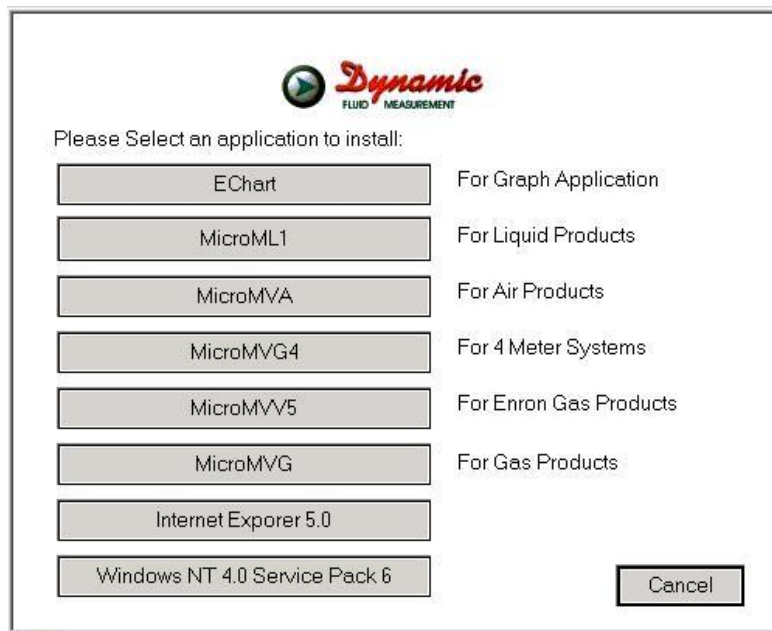 Dynamic
FLUID MEASUREMENT
Please Select an application to install:
EChart For Graph Application
MicroML1 For Liquid Products
MicroMVA For Air Products
MicroMVG4 For 4 Meter Systems
MicroMVV5 For Enron Gas Products
MicroMVG For Gas Products
Internet Exporer 5.0
Windows NT 4.0 Service Pack 6
Cancel